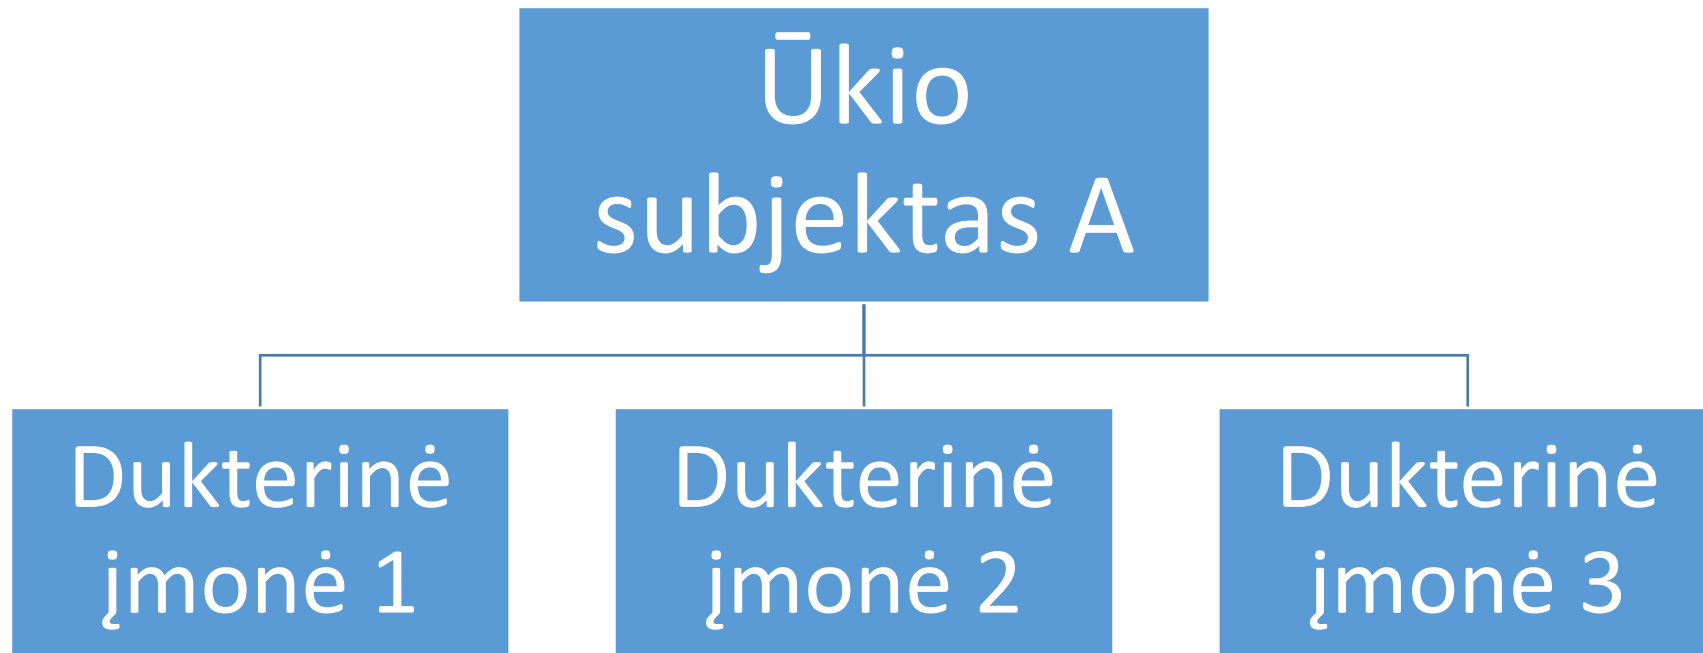 Ūkio
subjektas A
Dukterinė
įmonė 1
Dukterinė
įmonė 2
Dukterinė
įmonė 3